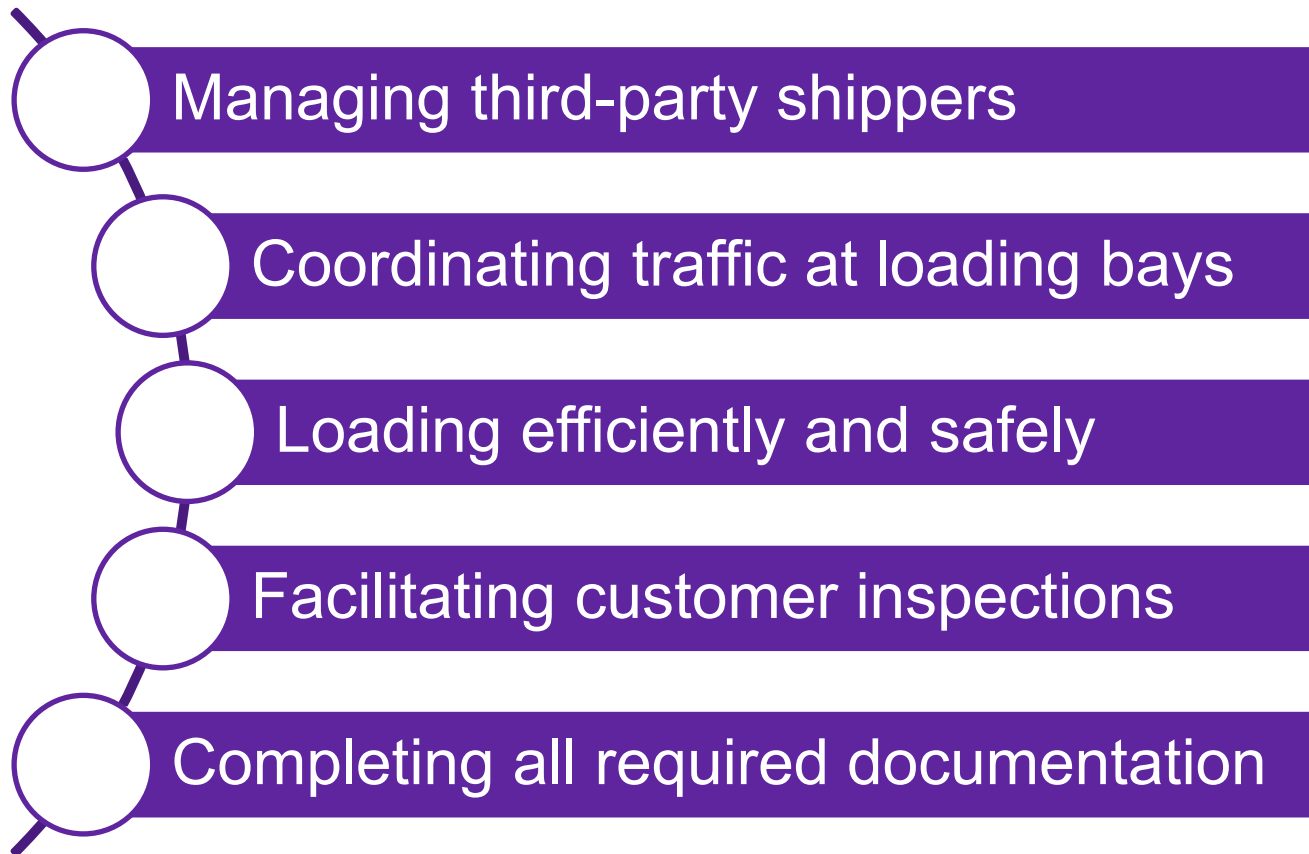 Managing third-party shippers
Coordinating traffic at loading bays
Loading efficiently and safely
Facilitating customer inspections
Completing all required documentation